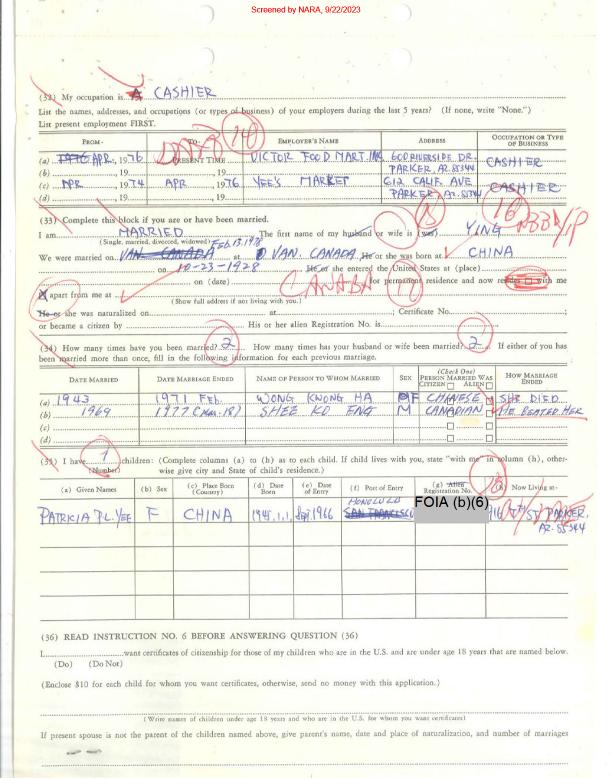 Screened by NARA, 9/22/2023
(32) My occupation is A CASHIER
List the names, addresses, and occupations (or types of business) of your employers during the last 5 years? (If none, write "None.")
List present employment FIRST.
FROM- TO- EMPLOYER'S NAME ADDRESS OCCUPATION OR TYPE OF BUSINESS
(a) APR., 1976 PRESENT TIME VICTOR FOOD MART. INC 600 RIVERSIDE DR. PARKER, AZ. 85344 CASHIER
(b) , 19 , 19
(c) APR , 1974 APR , 1976 YEE'S MARKET 612 CALIF. AVE PARKER, AZ. 85344 CASHIER
(d) , 19 , 19
(33) Complete this block if you are or have been married.
I am MARRIED The first name of my husband or wife is (was) YING
(Single, married, divorced, widowed)
We were married on Feb. 13, 1978 at VAN. CANADA He or she was born at CHINA
on 10-23-1928 He or she entered the United States at (place)
on (date) CANADA for permanent residence and now resides with me
X apart from me at
(Show full address if not living with you.)
He or she was naturalized on at ; Certificate No. ;
or became a citizen by His or her alien Registration No. is
(34) How many times have you been married? 2 How many times has your husband or wife been married? 2 If either of you has
been married more than once, fill in the following information for each previous marriage.
DATE MARRIED DATE MARRIAGE ENDED NAME OF PERSON TO WHOM MARRIED SEX (Check One) PERSON MARRIED WAS CITIZEN ALIEN HOW MARRIAGE ENDED
(a) 1943 1971 Feb. WONG KWONG HA F CHINESE SHE DIED
(b) 1969 1977 (Mar. 18) SHEE KO ENG M CANADIAN HE BEATED HER
(c)
(d)
(35) I have 1 children: (Complete columns (a) to (h) as to each child. If child lives with you, state "with me" in column (h), other-
(Number) wise give city and State of child's residence.)
(a) Given Names (b) Sex (c) Place Born (Country) (d) Date Born (e) Date of Entry (f) Port of Entry (g) Alien Registration No. (h) Now Living at-
PATRICIA P.L. YEE F CHINA 1945.1.1. Sep. 1966 HONOLULU FOIA (b)(6) ST. PARKER, AZ. 85344
(36) READ INSTRUCTION NO. 6 BEFORE ANSWERING QUESTION (36)
I want certificates of citizenship for those of my children who are in the U.S. and are under age 18 years that are named below.
(Do) (Do Not)
(Enclose $10 for each child for whom you want certificates, otherwise, send no money with this application.)
(Write names of children under age 18 years and who are in the U.S. for whom you want certificates)
If present spouse is not the parent of the children named above, give parent's name, date and place of naturalization, and number of marriages